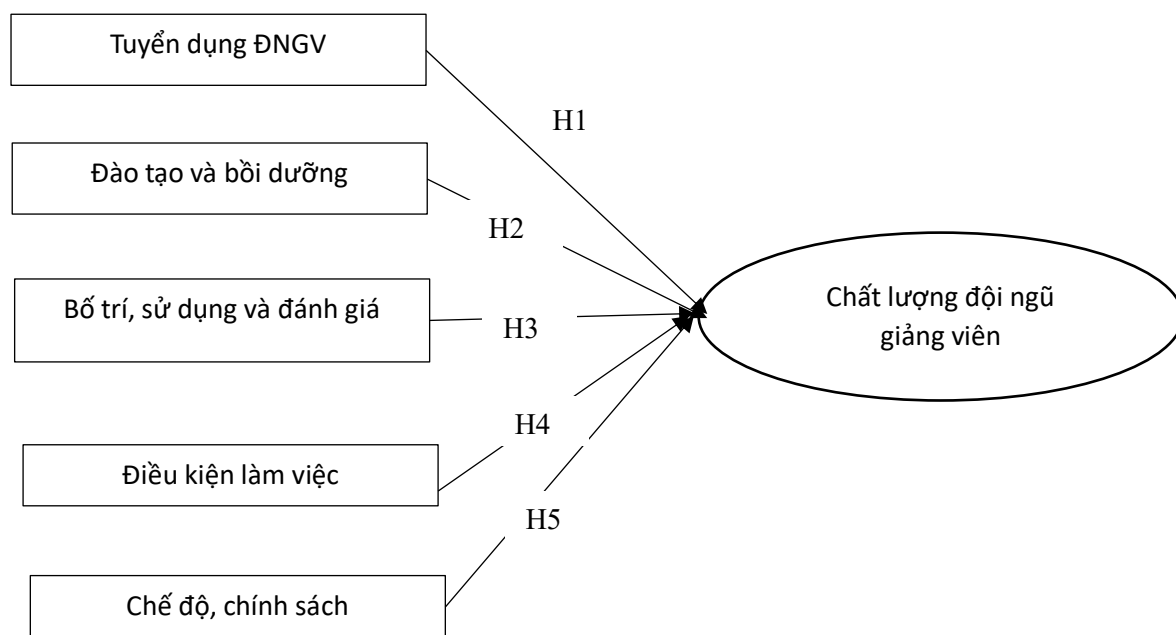 Tuyển dụng ĐNGV
H1
Đào tạo và bồi dưỡng
H2
Bố trí, sử dụng và đánh giá
H3
Chất lượng đội ngũ
giảng viên
H4
Điều kiện làm việc
H5
Chế độ, chính sách